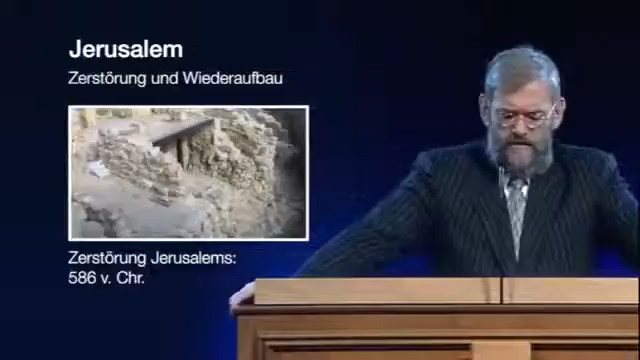 Jerusalem
Zerstörung und Wiederaufbau
Zerstörung Jerusalems:
586 v. Chr.